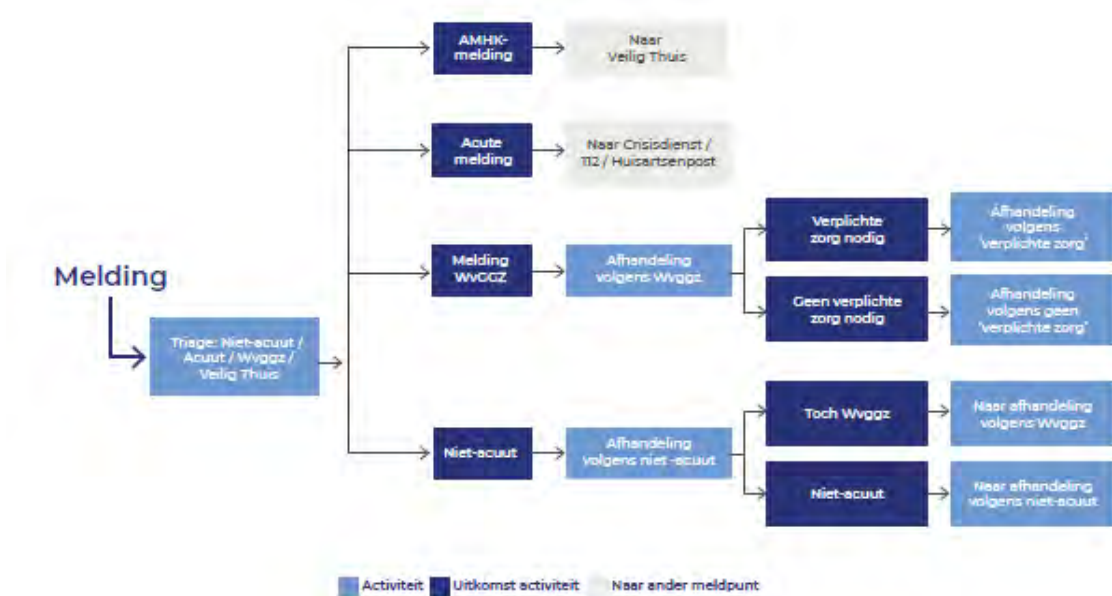 AMHK-
melding
Naar
Veilig Thuis
Acute
melding
Naar Crisisdienst /
112 / Huisartsenpost
Melding
Triage: Niet-acuut /
Acuut / Wvggz /
Veilig Thuis
Melding
WvGGZ
Afhandeling
volgens Wvggz
Verplichte
zorg nodig
Afhandeling
volgens
'verplichte zorg'
Geen verplichte
zorg nodig
Afhandeling
volgens geen
'verplichte zorg'
Niet-acuut
Afhandeling
volgens niet -acuut
Toch Wvggz
Naar afhandeling
volgens Wvggz
Niet-acuut
Naar afhandeling
volgens niet-acuut
Activiteit
Uitkomst activiteit
Naar ander meldpunt